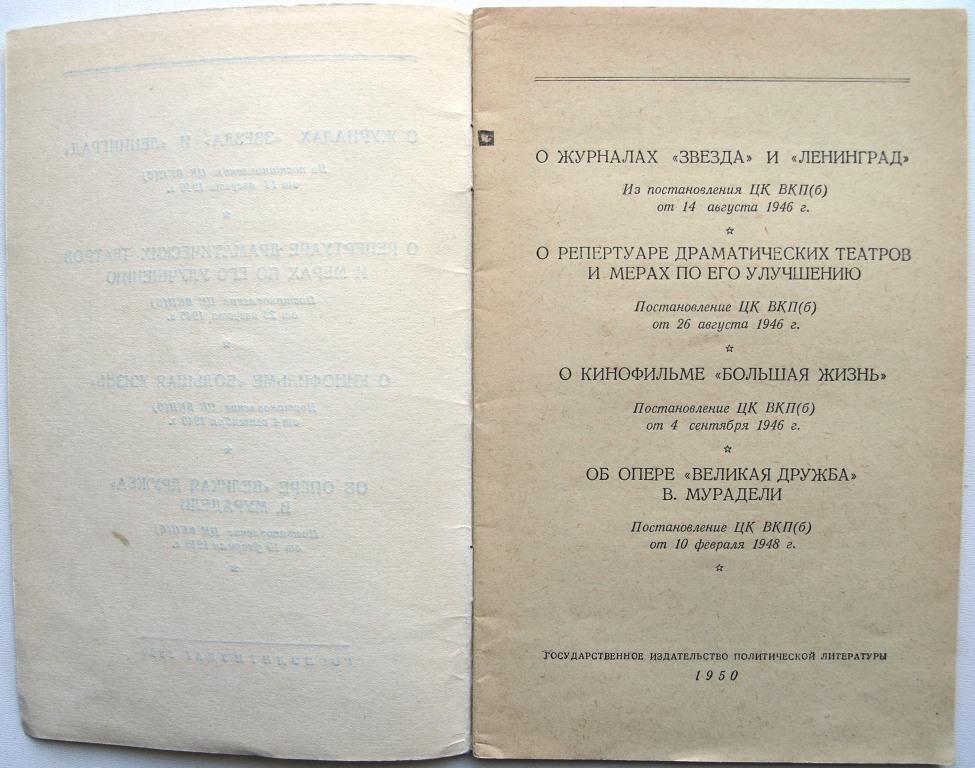 О ЖУРНАЛАХ «ЗВЕЗДА» И «ЛЕНИНГРАД»
Из постановления ЦК ВКП(б)
от 14 августа 1946 г.
О РЕПЕРТУАРЕ ДРАМАТИЧЕСКИХ ТЕАТРОВ
И МЕРАХ ПО ЕГО УЛУЧШЕНИЮ
Постановление ЦК ВКП(б)
от 26 августа 1946 г.
О КИНОФИЛЬМЕ «БОЛЬШАЯ ЖИЗНЬ»
Постановление ЦК ВКП(б)
от 4 сентября 1946 г.
ОБ ОПЕРЕ «ВЕЛИКАЯ ДРУЖБА»
В. МУРАДЕЛИ
Постановление ЦК ВКП(б)
от 10 февраля 1948 г.
ГОСУДАРСТВЕННОЕ ИЗДАТЕЛЬСТВО ПОЛИТИЧЕСКОЙ ЛИТЕРАТУРЫ
1950